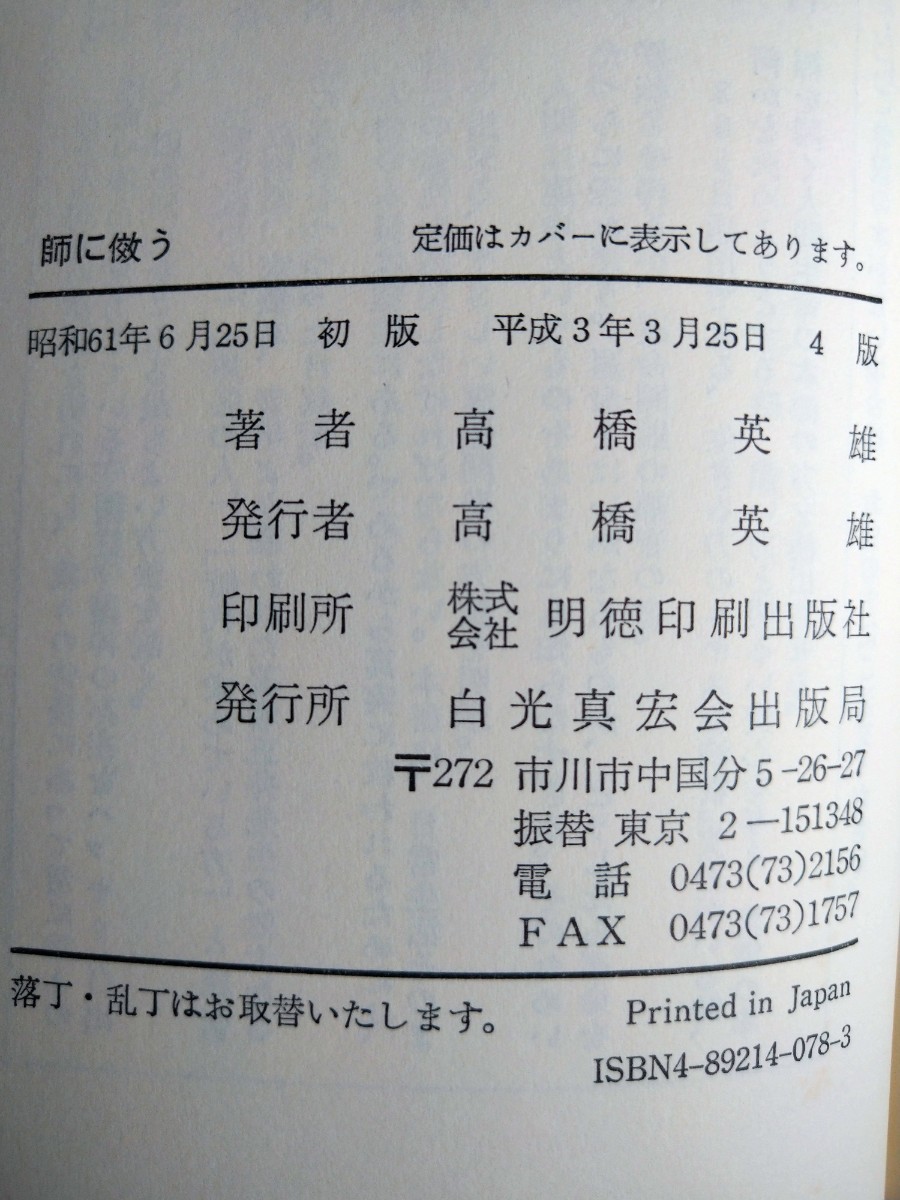 師に倣う　定価はカバーに表示してあります。
昭和61年6月25日　初版　平成3年3月25日　4版
著者　高橋英雄
発行者　高橋英雄
印刷所　株式会社　明徳印刷出版社
発行所　白光真宏会出版局
〒272 市川市中国分5-26-27
振替 東京 2―151348
電話 0473(73)2156
FAX 0473(73)1757
落丁・乱丁はお取替いたします。　Printed in Japan
ISBN4-89214-078-3